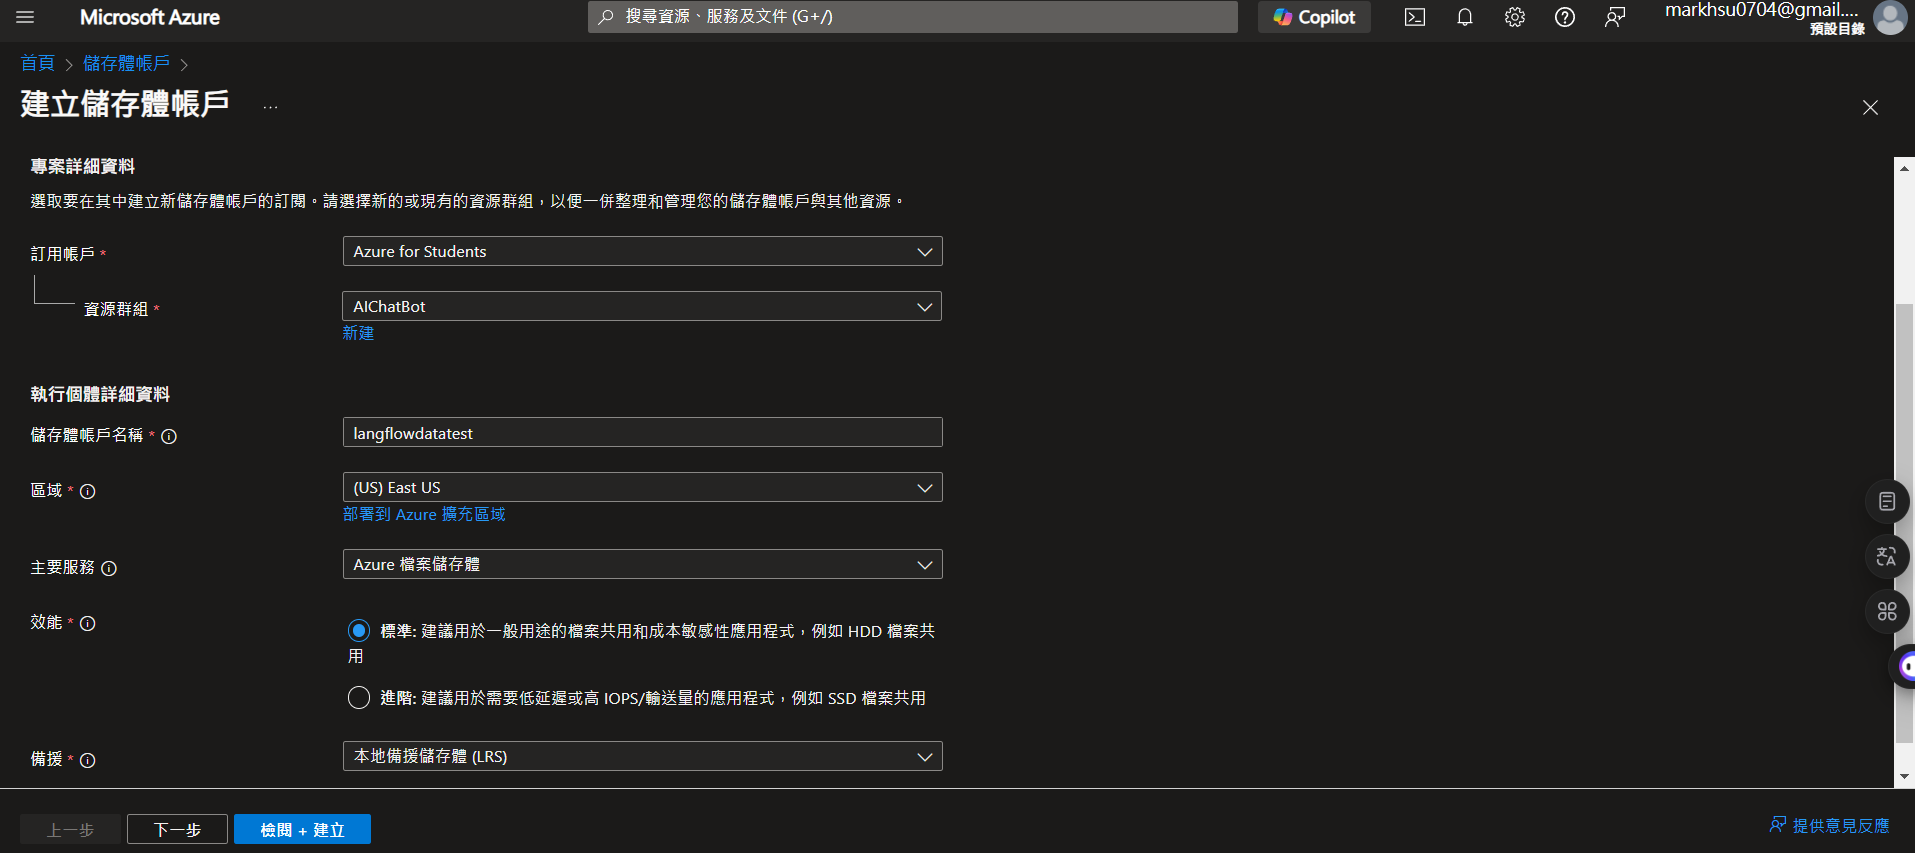 Microsoft Azure
搜尋資源、服務及文件 (G+/)
Copilot
markhsu0704@gmail....
預設目錄
首頁
儲存體帳戶
建立儲存體帳戶
...
專案詳細資料
選取要在其中建立新儲存體帳戶的訂閱。請選擇新的或現有的資源群組，以便一併整理和管理您的儲存體帳戶與其他資源。
訂用帳戶 *
Azure for Students
資源群組 *
AIChatBot
新建
執行個體詳細資料
儲存體帳戶名稱 *
langflowdatatest
區域 *
(US) East US
部署到 Azure 擴充區域
主要服務
Azure 檔案儲存體
效能 *
標準: 建議用於一般用途的檔案共用和成本敏感性應用程式，例如 HDD 檔案共
用
進階: 建議用於需要低延遲或高 IOPS/輸送量的應用程式，例如 SSD 檔案共用
備援 *
本地備援儲存體 (LRS)
上一步
下一步
檢閱 + 建立
提供意見反應